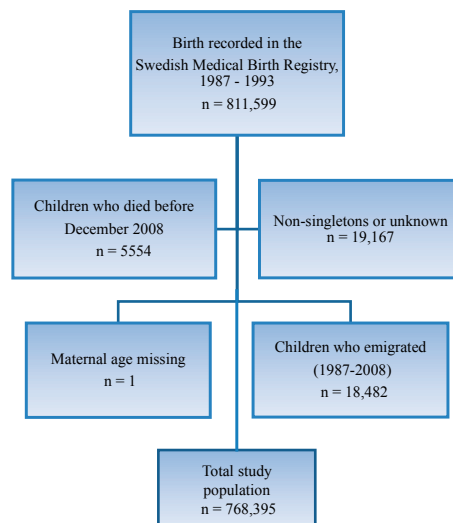 Birth recorded in the
Swedish Medical Birth Registry,
1987 - 1993
n = 811,599
Children who died before
December 2008
n = 5554
Non-singletons or unknown
n = 19,167
Maternal age missing
n = 1
Children who emigrated
(1987-2008)
n = 18,482
Total study
population
n = 768,395